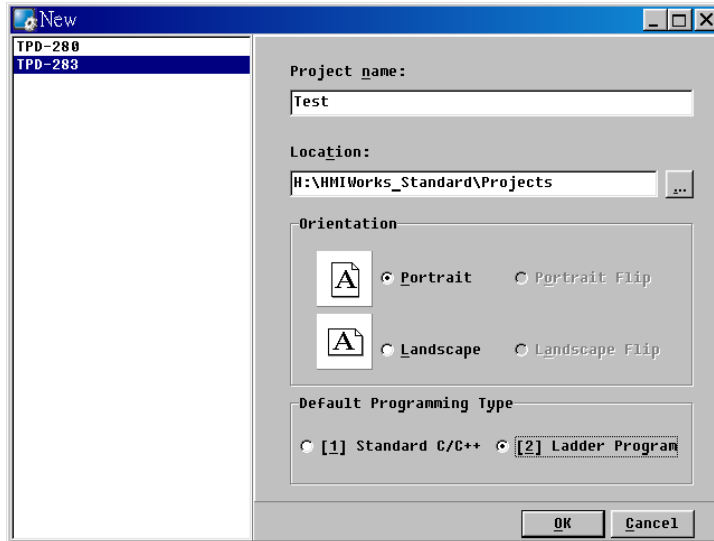 New
TPD-280
TPD-283
Project name:
Test
Location:
H:\HMIWorks_Standard\Projects
...
Orientation
A
Portrait
Portrait Flip
A
Landscape
Landscape Flip
Default Programming Type
[1] Standard C/C++
[2] Ladder Program
OK
Cancel